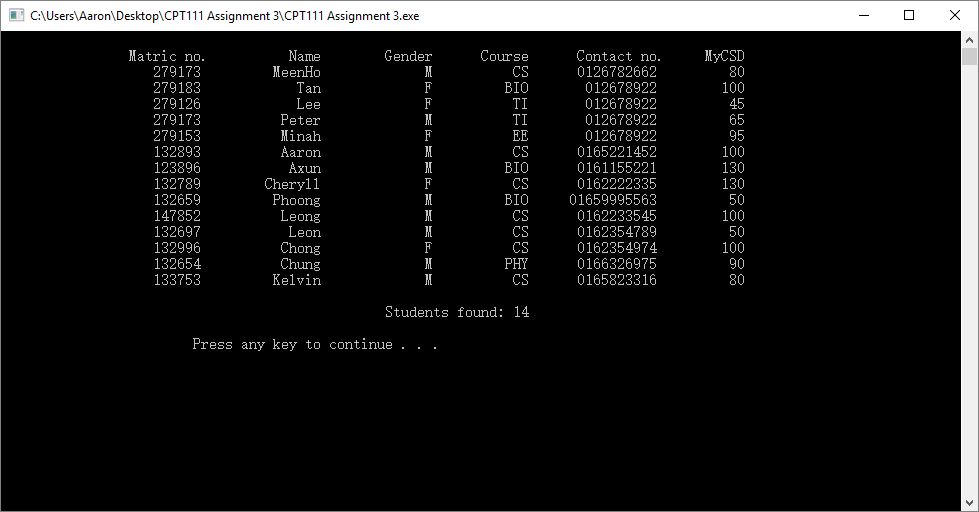 C:\Users\Aaron\Desktop\CPT111 Assignment 3\CPT111 Assignment 3.exe
Matric no. Name Gender Course Contact no. MyCSD
279173 MeenHo M CS 0126782662 80
279183 Tan F BIO 012678922 100
279126 Lee F TI 012678922 45
279173 Peter M TI 012678922 65
279153 Minah F EE 012678922 95
132893 Aaron M CS 0165221452 100
123896 Axun M BIO 0161155221 130
132789 Cheryll F CS 0162222335 130
132659 Phoong M BIO 01659995563 50
147852 Leong M CS 0162233545 100
132697 Leon M CS 0162354789 50
132996 Chong F CS 0162354974 100
132654 Chung M PHY 0166326975 90
133753 Kelvin M CS 0165823316 80
Students found: 14
Press any key to continue . . .